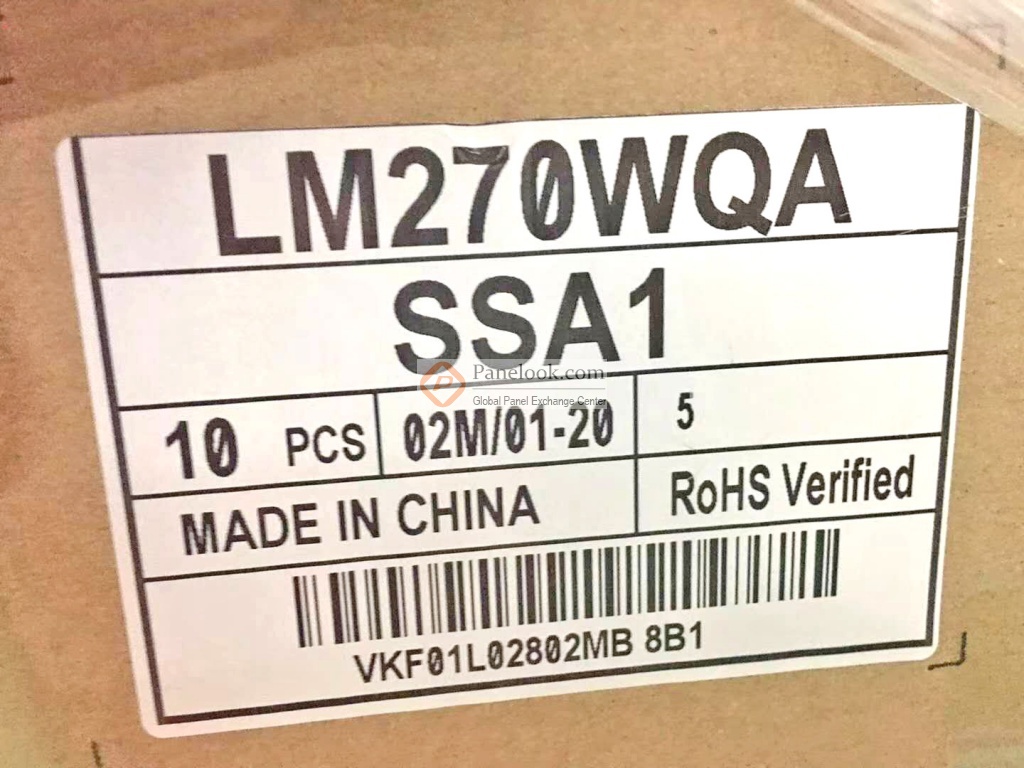 LM270WQA
SSA1
Panelook.com
Global Panel Exchange Center
10 PCS 02M/01-20 5
MADE IN CHINA RoHS Verified
VKF01L02802MB 8B1